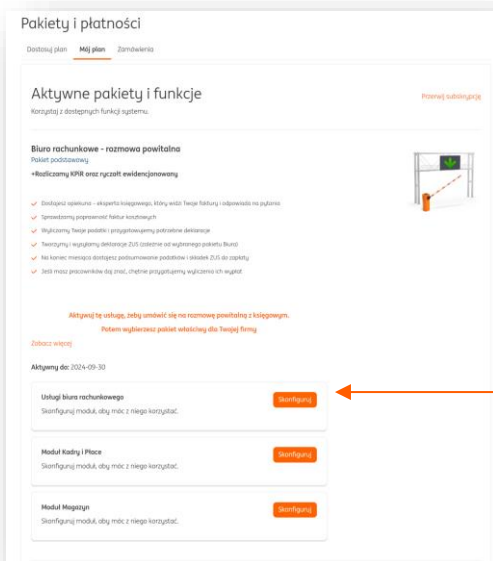 Pakiety i płatności
Dostosuj plan Mój plan Zamówienia
Aktywne pakiety i funkcje
Przerwij subskrypcję
Korzystaj z dostępnych funkcji systemu.
Biuro rachunkowe - rozmowa powitalna
Pakiet podstawowy
+Rozliczamy KPiR oraz ryczałt ewidencjonowany
Dostajesz opiekuna – eksperta księgowego, który widzi Twoje faktury i odpowiada na pytania
Sprawdzamy poprawność faktur kosztowych
Wyliczamy Twoje podatki i przygotowujemy potrzebne deklaracje
Tworzymy i wysyłamy deklaracje ZUS (zależnie od wybranego pakietu Biura)
Na koniec miesiąca dostajesz podsumowanie podatków i składek ZUS do zapłaty
Jeśli masz pracowników daj znać, chętnie przygotujemy wyliczenia ich wypłat
Aktywuj tę usługę, żeby umówić się na rozmowę powitalną z księgowym.
Potem wybierzesz pakiet właściwy dla Twojej firmy
Zobacz więcej
Aktywny do: 2024-09-30
Usługi biura rachunkowego
Skonfiguruj
Skonfiguruj moduł, aby móc z niego korzystać.
Moduł Kadry i Płace
Skonfiguruj
Skonfiguruj moduł, aby móc z niego korzystać.
Moduł Magazyn
Skonfiguruj
Skonfiguruj moduł, aby móc z niego korzystać.